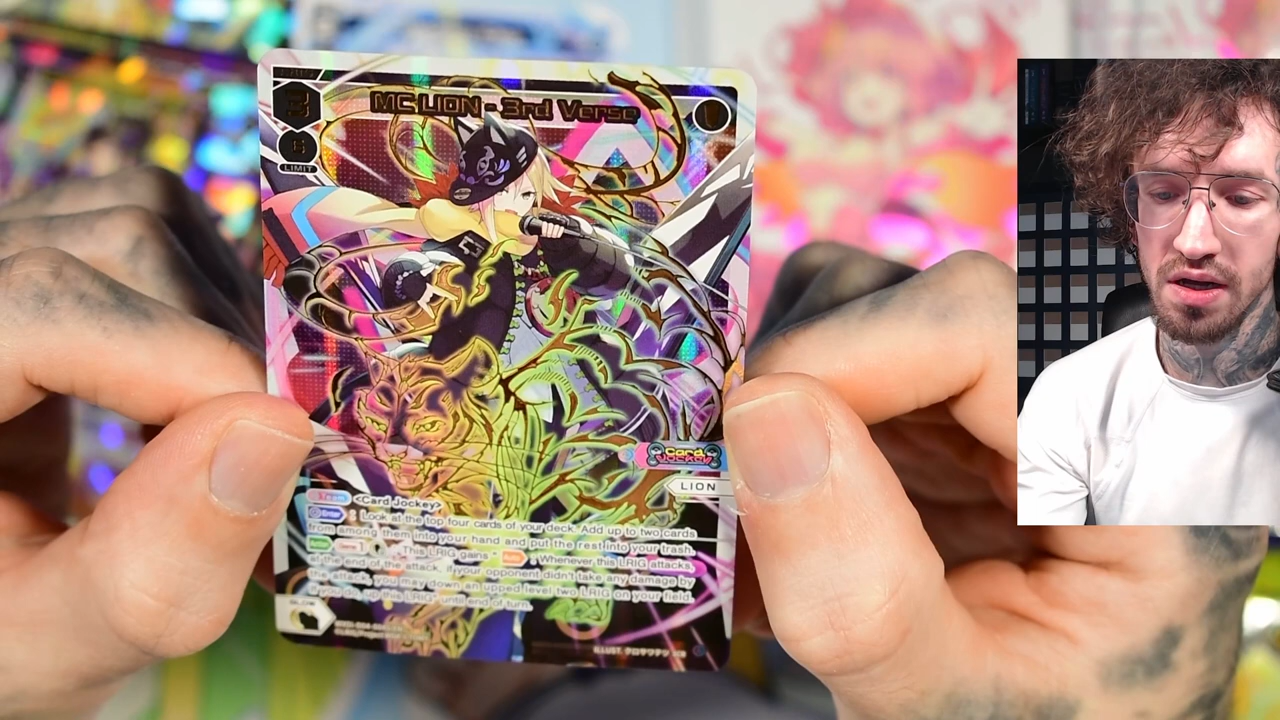 MC LION - 3rd Verse
LIMIT
Card
Jockey
LION
Team <Card Jockey>
Enter : Look at the top four cards of your deck. Add up to two cards
from among them into your hand and put the rest into your trash.
: This LRIG gains " : Whenever this LRIG attacks,
at the end of the attack, if your opponent didn't take any damage by
the attack, you may down an upped level two LRIG on your field.
If you do, up this LRIG" until end of turn.
GLOW
ILLUST.